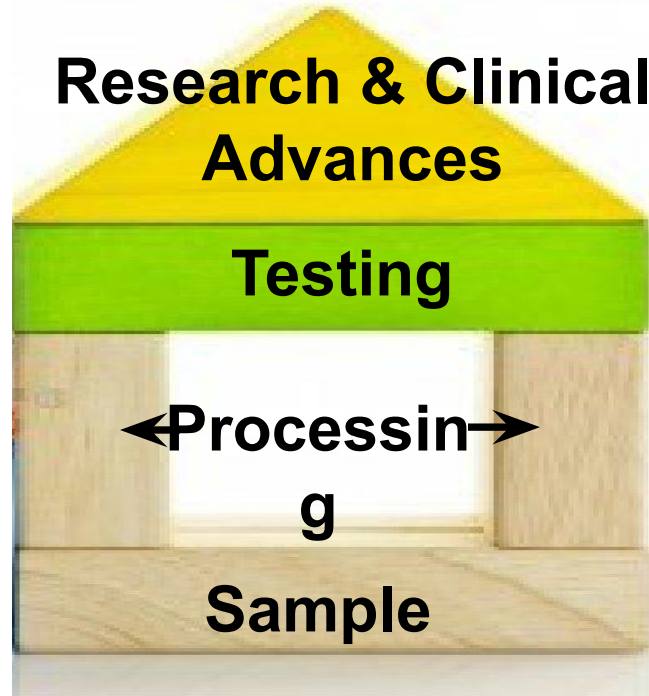 Research & Clinical
Advances
Testing
Processin
g
Sample